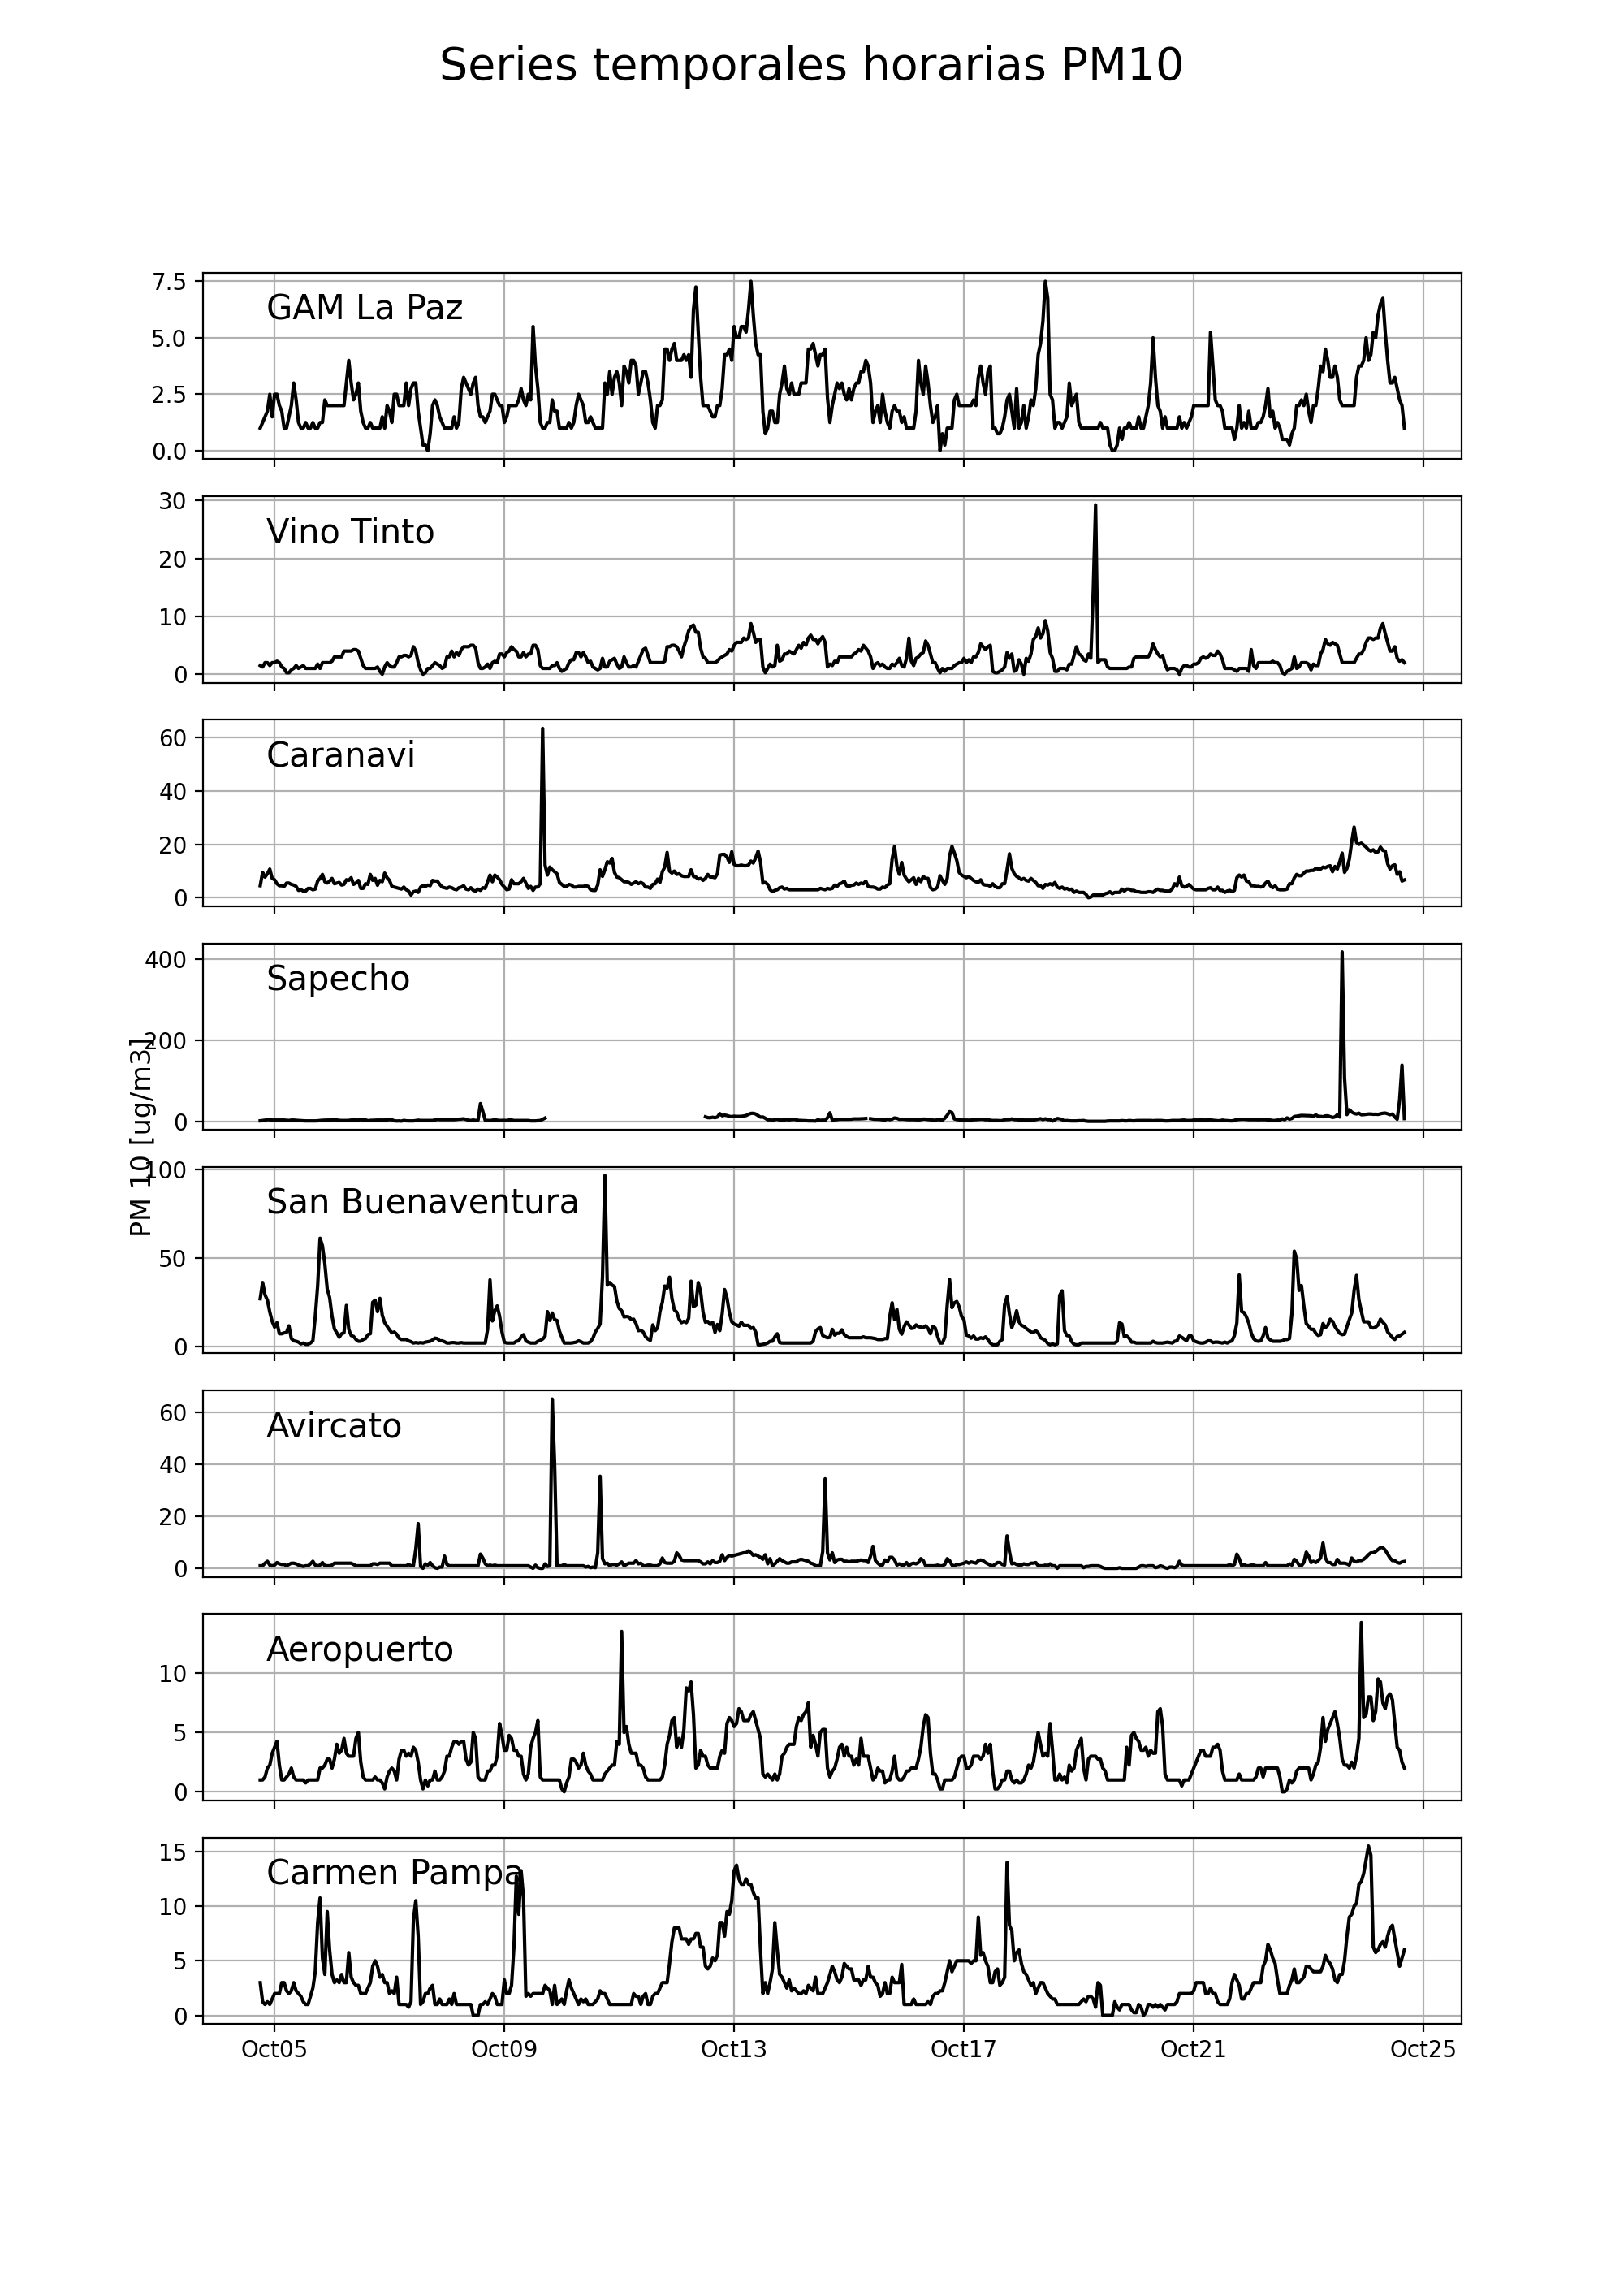 Series temporales horarias PM10
7.5
5.0
2.5
0.0
GAM La Paz
30
20
10
0
Vino Tinto
60
40
20
0
Caranavi
400
200
0
Sapecho
PM 10 [ug/m3]
100
50
0
San Buenaventura
60
40
20
0
Avircato
10
5
0
Aeropuerto
15
10
5
0
Carmen Pampa
Oct05 Oct09 Oct13 Oct17 Oct21 Oct25